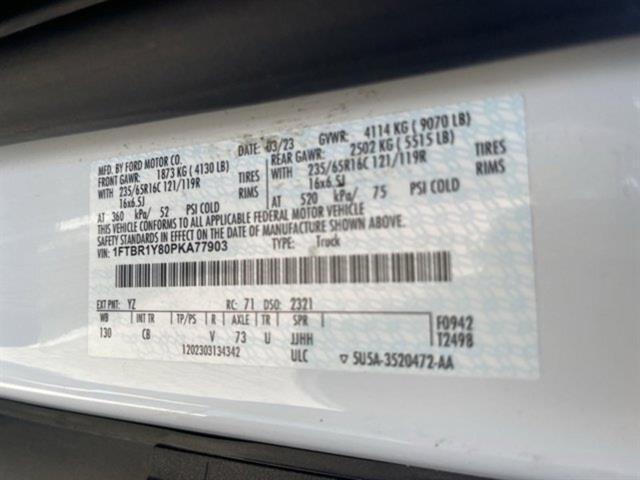 MFD. BY FORD MOTOR CO.
DATE: 03/23 GVWR: 4114 KG ( 9070 LB)
FRONT GAWR: 1873 KG ( 4130 LB) REAR GAWR: 2502 KG ( 5515 LB)
WITH 235/65R16C 121/119R TIRES WITH 235/65R16C 121/119R TIRES
16x6.5J RIMS 16x6.5J RIMS
AT 360 kPa/ 52 PSI COLD AT 520 kPa/ 75 PSI COLD
THIS VEHICLE CONFORMS TO ALL APPLICABLE FEDERAL MOTOR VEHICLE
SAFETY STANDARDS IN EFFECT ON THE DATE OF MANUFACTURE SHOWN ABOVE.
VIN: 1FTBR1Y80PKA77903 TYPE: Truck
EXT PNT: YZ RC: 71 DSO: 2321
WB INT TR TP/PS R AXLE TR SPR F0942
130 CB V 73 U JJHH T2498
1202303134342 ULC ▽ 5U5A-3520472-AA